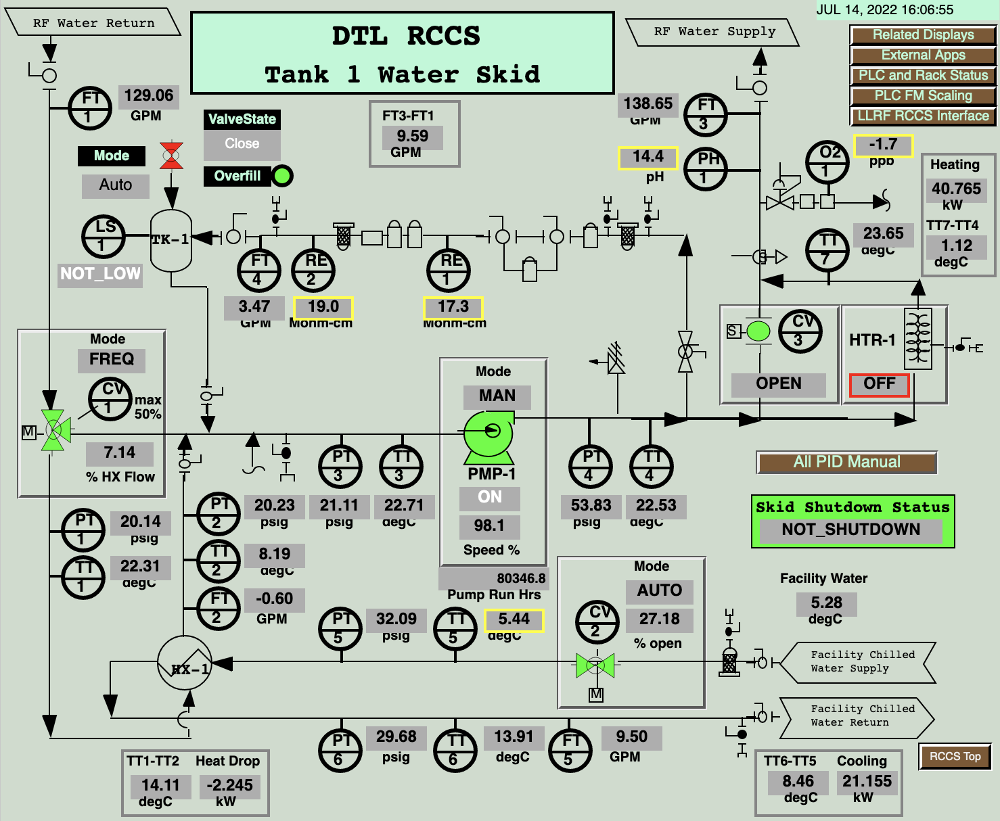 RF Water Return
DTL RCCS
Tank 1 Water Skid
RF Water Supply
JUL 14, 2022 16:06:55
Related Displays
External Apps
PLC and Rack Status
PLC FM Scaling
LLRF RCCS Interface
FT
1
129.06
GPM
ValveState
Close
Overfill
Mode
Auto
FT3-FT1
9.59
GPM
138.65
GPM
FT
3
14.4
pH
PH
1
O2
1
-1.7
ppb
Heating
40.765
kW
TT7-TT4
1.12
degC
TT
7
23.65
degC
LS
1
NOT_LOW
TK-1
FT
4
3.47
GPM
RE
2
19.0
Mohm-cm
RE
1
17.3
Mohm-cm
Mode
FREQ
CV
1
max
50%
M
7.14
% HX Flow
Mode
MAN
PMP-1
ON
98.1
Speed %
80346.8
Pump Run Hrs
S
CV
3
OPEN
HTR-1
OFF
PT
3
21.11
psig
TT
3
22.71
degC
PT
4
53.83
psig
TT
4
22.53
degC
All PID Manual
Skid Shutdown Status
NOT_SHUTDOWN
PT
1
20.14
psig
TT
1
22.31
degC
PT
2
20.23
psig
TT
2
8.19
degC
FT
2
-0.60
GPM
PT
5
32.09
psig
TT
5
5.44
degC
Mode
AUTO
CV
2
27.18
% open
M
Facility Water
5.28
degC
Facility Chilled
Water Supply
HX-1
Facility Chilled
Water Return
PT
6
29.68
psig
TT
6
13.91
degC
FT
5
9.50
GPM
TT1-TT2 Heat Drop
14.11 -2.245
degC kW
TT6-TT5 Cooling
8.46 21.155
degC kW
RCCS Top